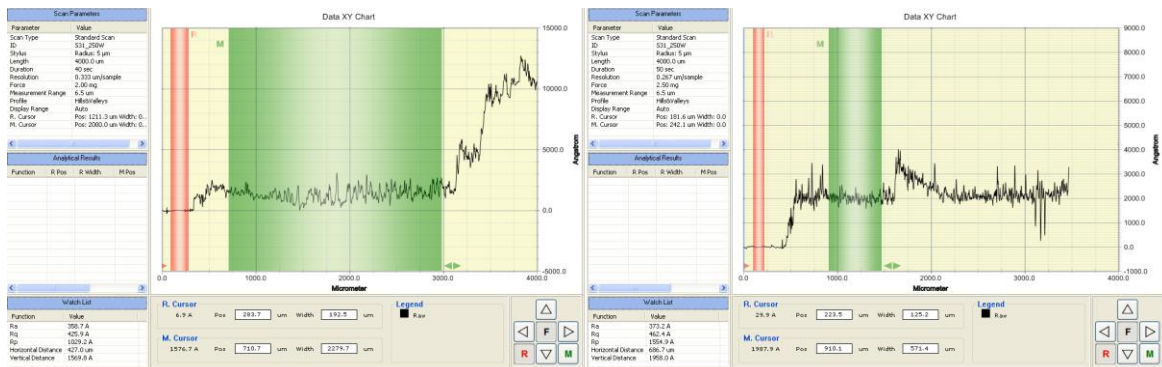 Scan Parameters
Parameter Value
Scan Type Standard Scan
ID S31_250W
Stylus Radius: 5 µm
Length 4000.0 um
Duration 40 sec
Resolution 0.333 um/sample
Force 2.00 mg
Measurement Range 6.5 um
Profile Hills&Valleys
Display Range Auto
R. Cursor Pos: 1211.3 um Width: 0...
M. Cursor Pos: 2080.0 um Width: 0...
Analytical Results
Function R Pos R Width M Pos
Watch List
Function Value
Ra 358.7 A
Rq 425.9 A
Rp 1029.2 A
Horizontal Distance 427.0 um
Vertical Distance 1569.8 A
Data XY Chart
R
M
15000.0
10000.0
5000.0
0.0
-5000.0
Angstrom
0.0 1000.0 2000.0 3000.0 4000.0
Micrometer
R. Cursor
6.9 A Pos 283.7 um Width 192.5 um
M. Cursor
1576.7 A Pos 710.7 um Width 2279.7 um
Legend
Raw
F
R M
Scan Parameters
Parameter Value
Scan Type Standard Scan
ID S31_250W
Stylus Radius: 5 µm
Length 4000.0 um
Duration 50 sec
Resolution 0.267 um/sample
Force 2.50 mg
Measurement Range 6.5 um
Profile Hills&Valleys
Display Range Auto
R. Cursor Pos: 181.6 um Width: 0.0
M. Cursor Pos: 242.1 um Width: 0.0
Analytical Results
Function R Pos R Width M Pos
Watch List
Function Value
Ra 373.2 A
Rq 462.4 A
Rp 1554.9 A
Horizontal Distance 686.7 um
Vertical Distance 1958.0 A
Data XY Chart
R
M
9000.0
8000.0
7000.0
6000.0
5000.0
4000.0
3000.0
2000.0
1000.0
0.0
-1000.0
Angstrom
0.0 1000.0 2000.0 3000.0 4000.0
Micrometer
R. Cursor
29.9 A Pos 223.5 um Width 125.2 um
M. Cursor
1987.9 A Pos 910.1 um Width 571.4 um
Legend
Raw
F
R M